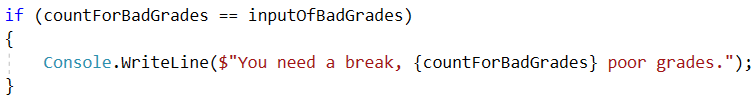 if (countForBadGrades == inputOfBadGrades)
{
    Console.WriteLine($"You need a break, {countForBadGrades} poor grades.");
}